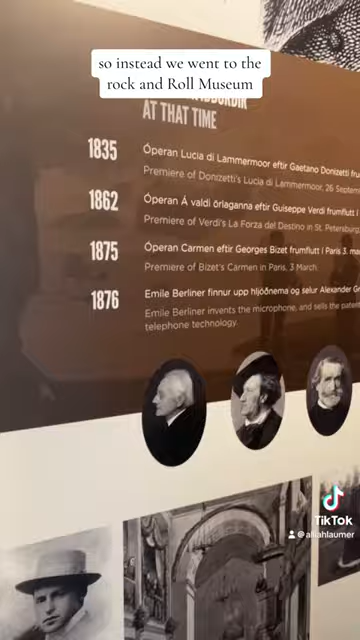 so instead we went to the
rock and Roll Museum
AT THAT TIME
1835
Óperan Lucia di Lammermoor eftir Gaetano Donizetti
Premiere of Donizetti's Lucia di Lammermoor, 26
1862
Óperan Á valdi örlaganna eftir Guiseppe Verdi frumflutt í
Premiere of Verdi's La Forza del Destino in St. Petersburg
1875
Óperan Carmen eftir Georges Bizet frumflutt í París 3.
Premiere of Bizet's Carmen in Paris, 3 March.
1876
Emile Berliner finnur upp hljóðnema og selur Alexander
Emile Berliner invents the microphone, and sells the
telephone technology.
TikTok
@alliahlaumer